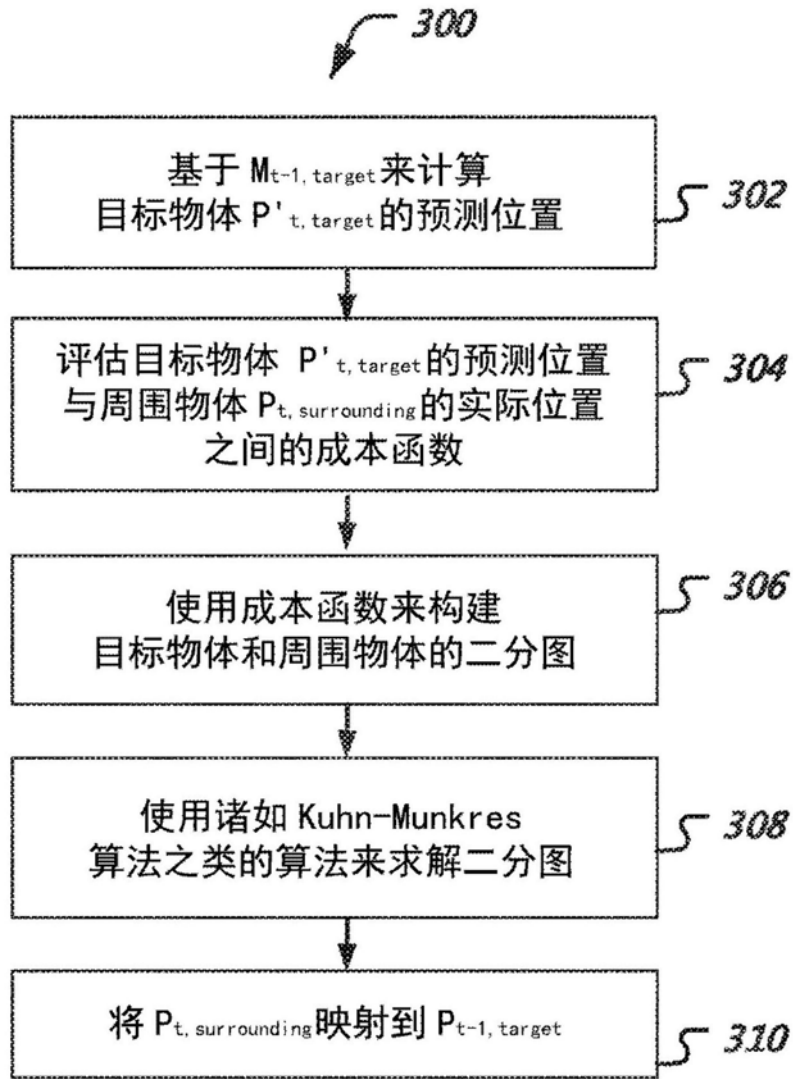 300
基于 Mt-1, target 来计算
目标物体 P't, target 的预测位置
302
评估目标物体 P't, target 的预测位置
与周围物体 Pt, surrounding 的实际位置
之间的成本函数
304
使用成本函数来构建
目标物体和周围物体的二分图
306
使用诸如 Kuhn-Munkres
算法之类的算法来求解二分图
308
将 Pt, surrounding 映射到 Pt-1, target
310